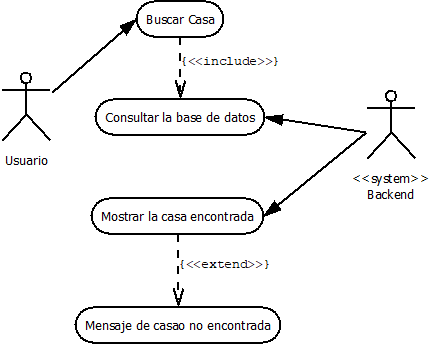 Buscar Casa
{<<include>>}
Consultar la base de datos
Usuario
<<system>>
Backend
Mostrar la casa encontrada
{<<extend>>}
Mensaje de casao no encontrada